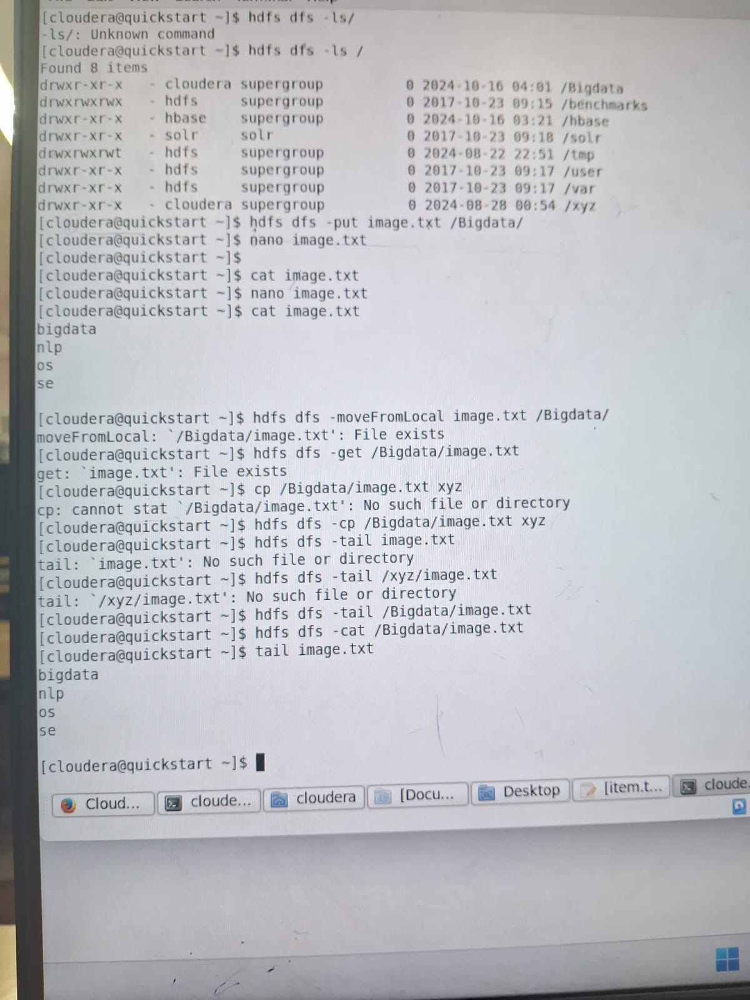 [cloudera@quickstart ~]$ hdfs dfs -ls/
-ls/: Unknown command
[cloudera@quickstart ~]$ hdfs dfs -ls /
Found 8 items
drwxr-xr-x   - cloudera supergroup          0 2024-10-16 04:01 /Bigdata
drwxrwxrwx   - hdfs     supergroup          0 2017-10-23 09:15 /benchmarks
drwxr-xr-x   - hbase    supergroup          0 2024-10-16 03:21 /hbase
drwxr-xr-x   - solr     solr                0 2017-10-23 09:18 /solr
drwxrwxrwt   - hdfs     supergroup          0 2024-08-22 22:51 /tmp
drwxr-xr-x   - hdfs     supergroup          0 2017-10-23 09:17 /user
drwxr-xr-x   - hdfs     supergroup          0 2017-10-23 09:17 /var
drwxr-xr-x   - cloudera supergroup          0 2024-08-28 00:54 /xyz
[cloudera@quickstart ~]$ hdfs dfs -put image.txt /Bigdata/
[cloudera@quickstart ~]$ nano image.txt
[cloudera@quickstart ~]$
[cloudera@quickstart ~]$ cat image.txt
[cloudera@quickstart ~]$ nano image.txt
[cloudera@quickstart ~]$ cat image.txt
bigdata
nlp
os
se
[cloudera@quickstart ~]$ hdfs dfs -moveFromLocal image.txt /Bigdata/
moveFromLocal: `/Bigdata/image.txt': File exists
[cloudera@quickstart ~]$ hdfs dfs -get /Bigdata/image.txt
get: `image.txt': File exists
[cloudera@quickstart ~]$ cp /Bigdata/image.txt xyz
cp: cannot stat `/Bigdata/image.txt': No such file or directory
[cloudera@quickstart ~]$ hdfs dfs -cp /Bigdata/image.txt xyz
[cloudera@quickstart ~]$ hdfs dfs -tail image.txt
tail: `image.txt': No such file or directory
[cloudera@quickstart ~]$ hdfs dfs -tail /xyz/image.txt
tail: `/xyz/image.txt': No such file or directory
[cloudera@quickstart ~]$ hdfs dfs -tail /Bigdata/image.txt
[cloudera@quickstart ~]$ hdfs dfs -cat /Bigdata/image.txt
[cloudera@quickstart ~]$ tail image.txt
bigdata
nlp
os
se
[cloudera@quickstart ~]$
Cloud... cloude... cloudera [Docu... Desktop [item.t... cloude.